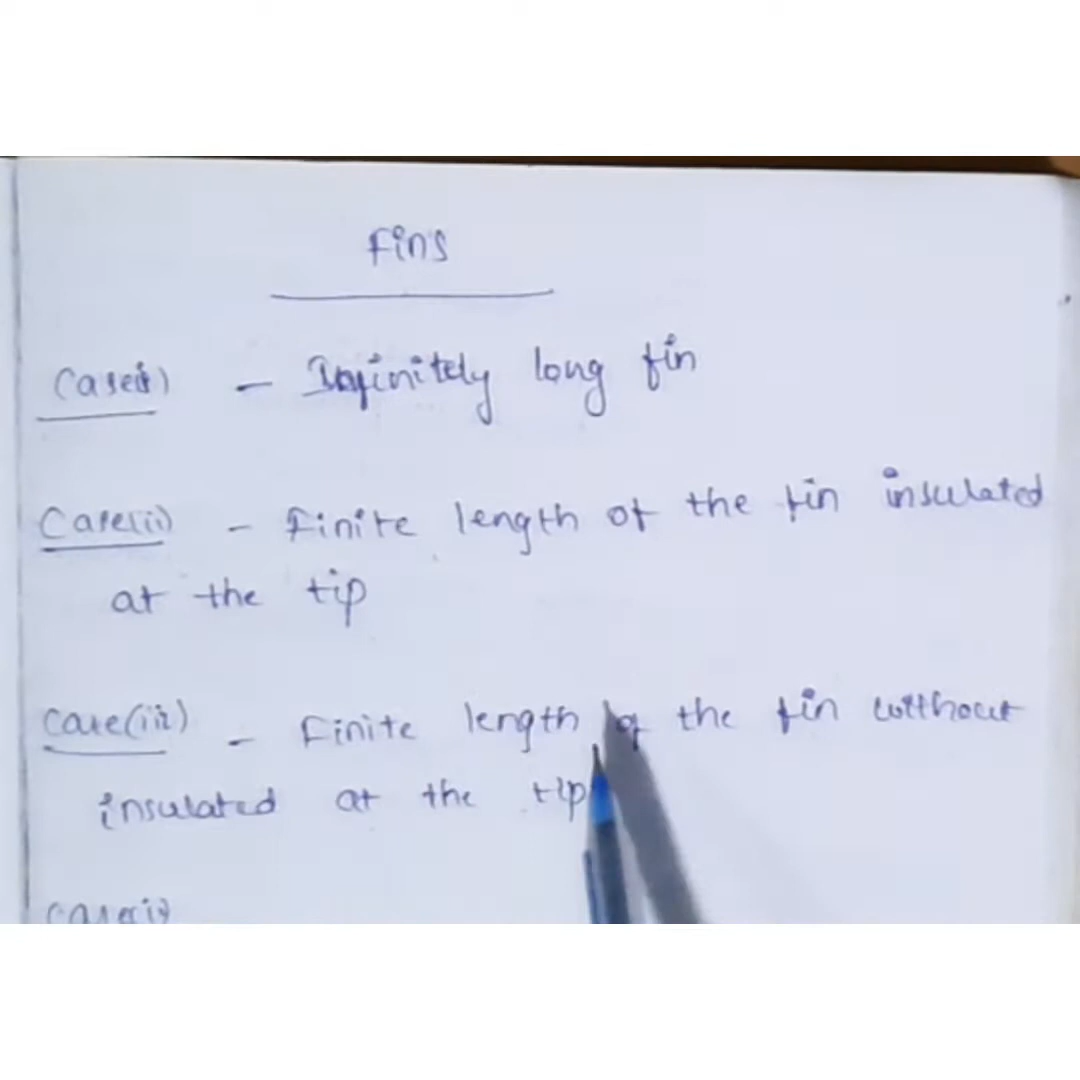 Fins
Case(i) - Infinitely long fin
Case(ii) - Finite length of the fin insulated
at the tip
Case(iii) - Finite length of the fin without
insulated at the tip